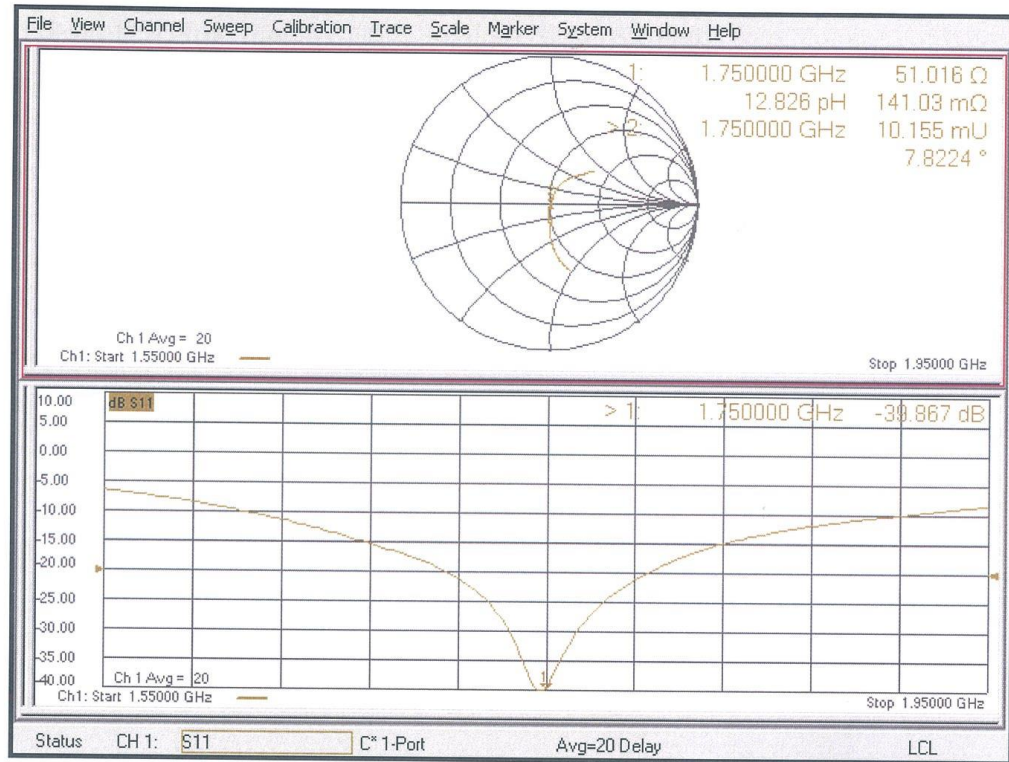 File View Channel Sweep Calibration Trace Scale Marker System Window Help
1: 1.750000 GHz 51.016 Ω
12.826 pH 141.03 mΩ
> 2: 1.750000 GHz 10.155 mU
7.8224 °
Ch 1 Avg = 20
Ch1: Start 1.55000 GHz
Stop 1.95000 GHz
dB S11
> 1: 1.750000 GHz -39.867 dB
10.00
5.00
0.00
-5.00
-10.00
-15.00
-20.00
-25.00
-30.00
-35.00
-40.00
1
Ch 1 Avg = 20
Ch1: Start 1.55000 GHz
Stop 1.95000 GHz
Status CH 1: S11 C* 1-Port Avg=20 Delay LCL